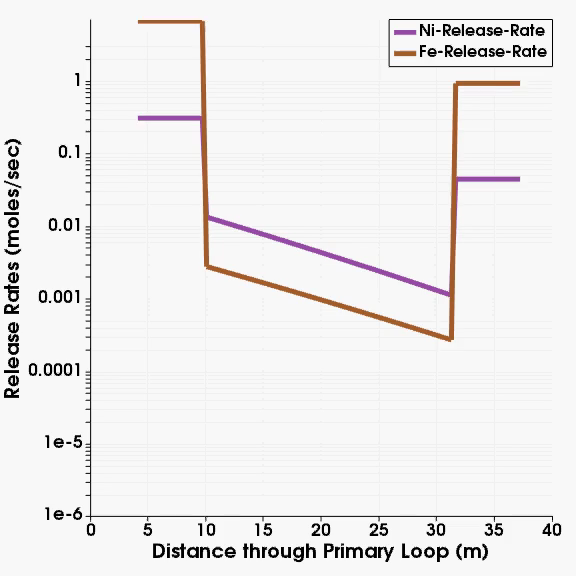 Ni-Release-Rate
Fe-Release-Rate
Release Rates (moles/sec)
1
0.1
0.01
0.001
0.0001
1e-5
1e-6
0 5 10 15 20 25 30 35 40
Distance through Primary Loop (m)